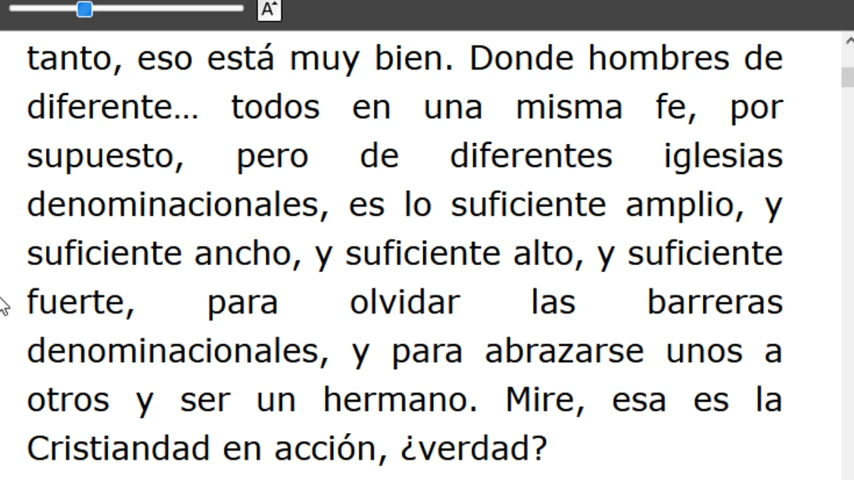 A
tanto, eso está muy bien. Donde hombres de
diferente... todos en una misma fe, por
supuesto, pero de diferentes iglesias
denominacionales, es lo suficiente amplio, y
suficiente ancho, y suficiente alto, y suficiente
fuerte, para olvidar las barreras
denominacionales, y para abrazarse unos a
otros y ser un hermano. Mire, esa es la
Cristiandad en acción, ¿verdad?